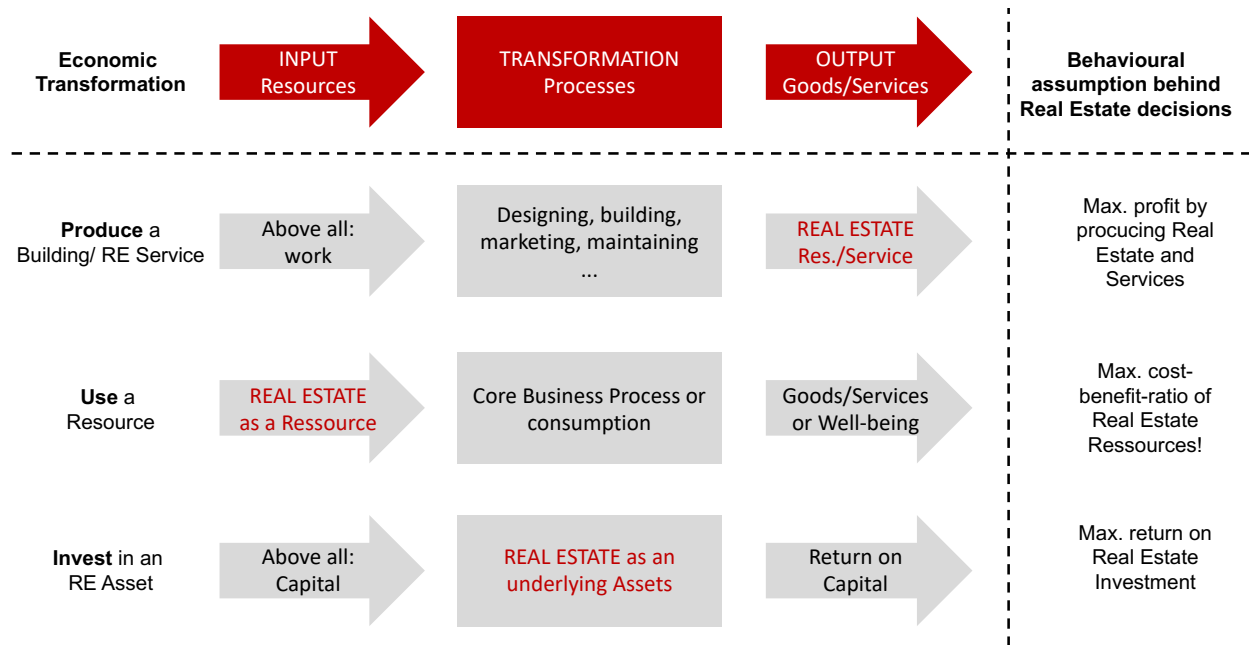 Economic
Transformation
INPUT
Resources
TRANSFORMATION
Processes
OUTPUT
Goods/Services
Behavioural
assumption behind
Real Estate decisions
Produce a
Building/ RE Service
Above all:
work
Designing, building,
marketing, maintaining
...
REAL ESTATE
Res./Service
Max. profit by
procucing Real
Estate and
Services
Use a
Resource
REAL ESTATE
as a Ressource
Core Business Process or
consumption
Goods/Services
or Well-being
Max. cost-
benefit-ratio of
Real Estate
Ressources!
Invest in an
RE Asset
Above all:
Capital
REAL ESTATE as an
underlying Assets
Return on
Capital
Max. return on
Real Estate
Investment